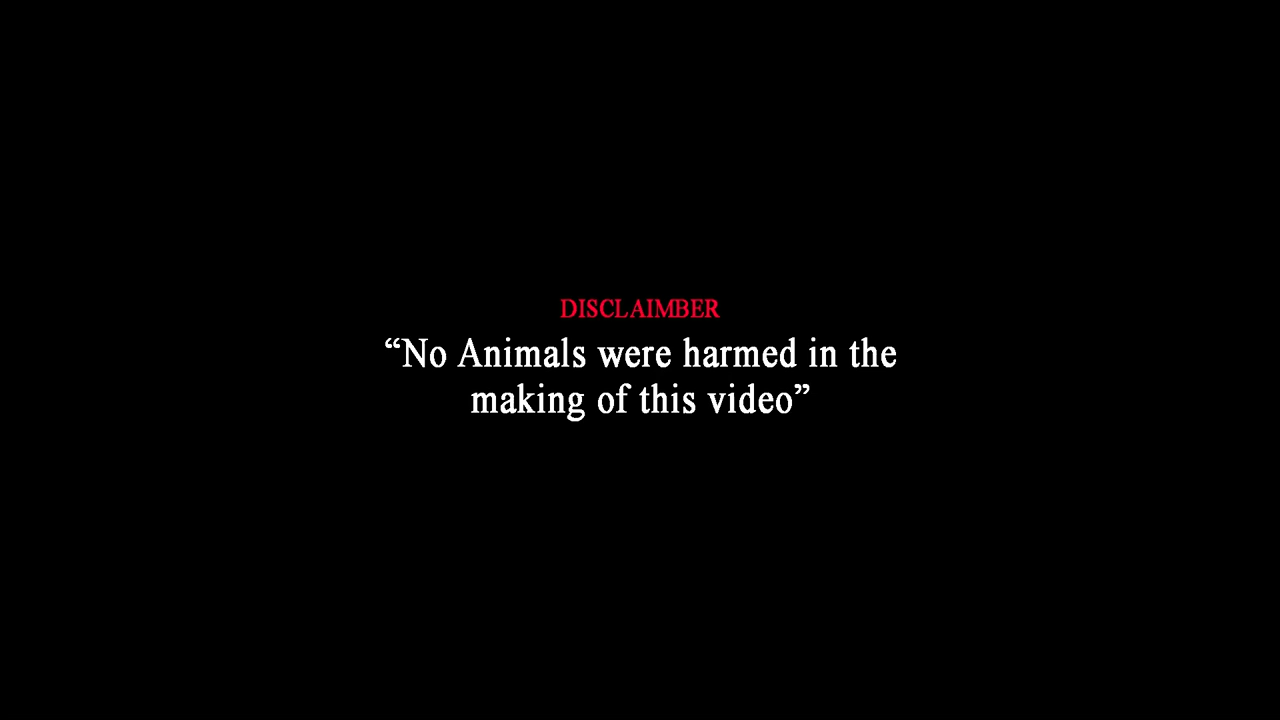 DISCLAIMBER
“No Animals were harmed in the
making of this video”